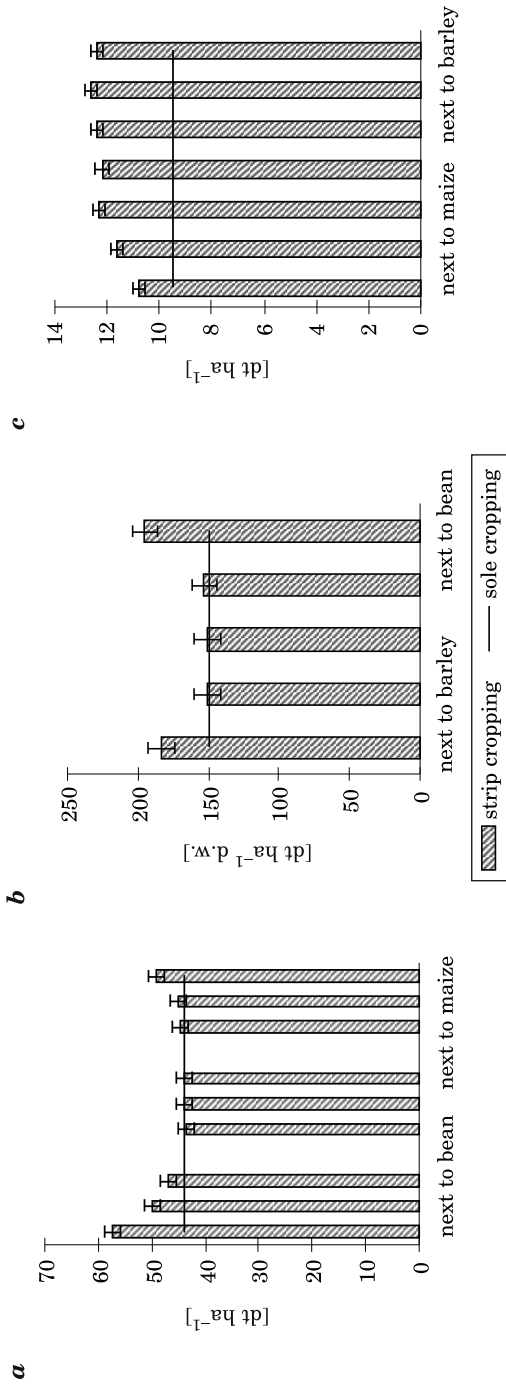 a
[dt ha⁻¹]
70
60
50
40
30
20
10
0
next to bean
next to maize
b
[dt ha⁻¹ d.w.]
250
200
150
100
50
0
next to barley
next to bean
c
[dt ha⁻¹]
14
12
10
8
6
4
2
0
next to maize
next to barley
strip cropping
sole cropping